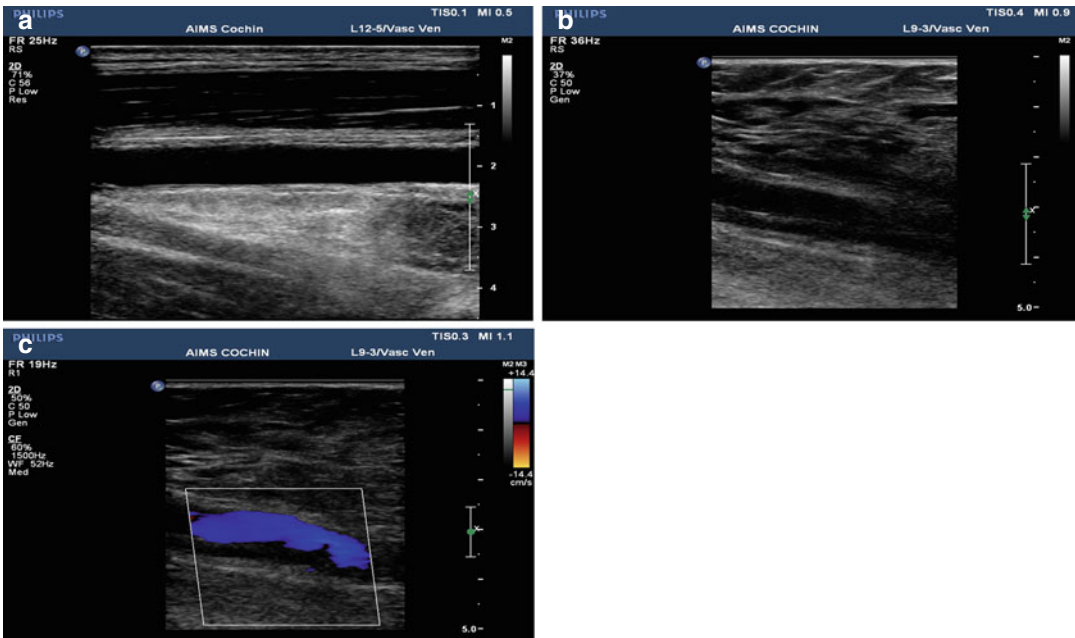 a
PHILIPS
TIS0.1 MI 0.5
AIMS Cochin
L12-5/Vasc Ven
FR 25Hz
RS
2D
71%
C 56
P Low
Res
M2
1
2
x
3
4
b
PHILIPS
TIS0.4 MI 0.9
AIMS COCHIN
L9-3/Vasc Ven
FR 36Hz
RS
2D
37%
C 50
P Low
Gen
M2
x
5.0
c
PHILIPS
TIS0.3 MI 1.1
AIMS COCHIN
L9-3/Vasc Ven
FR 19Hz
R1
2D
50%
C 50
P Low
Gen
CF
60%
1500Hz
WF 52Hz
Med
M2 M3
+14.4
-14.4
cm/s
x
5.0